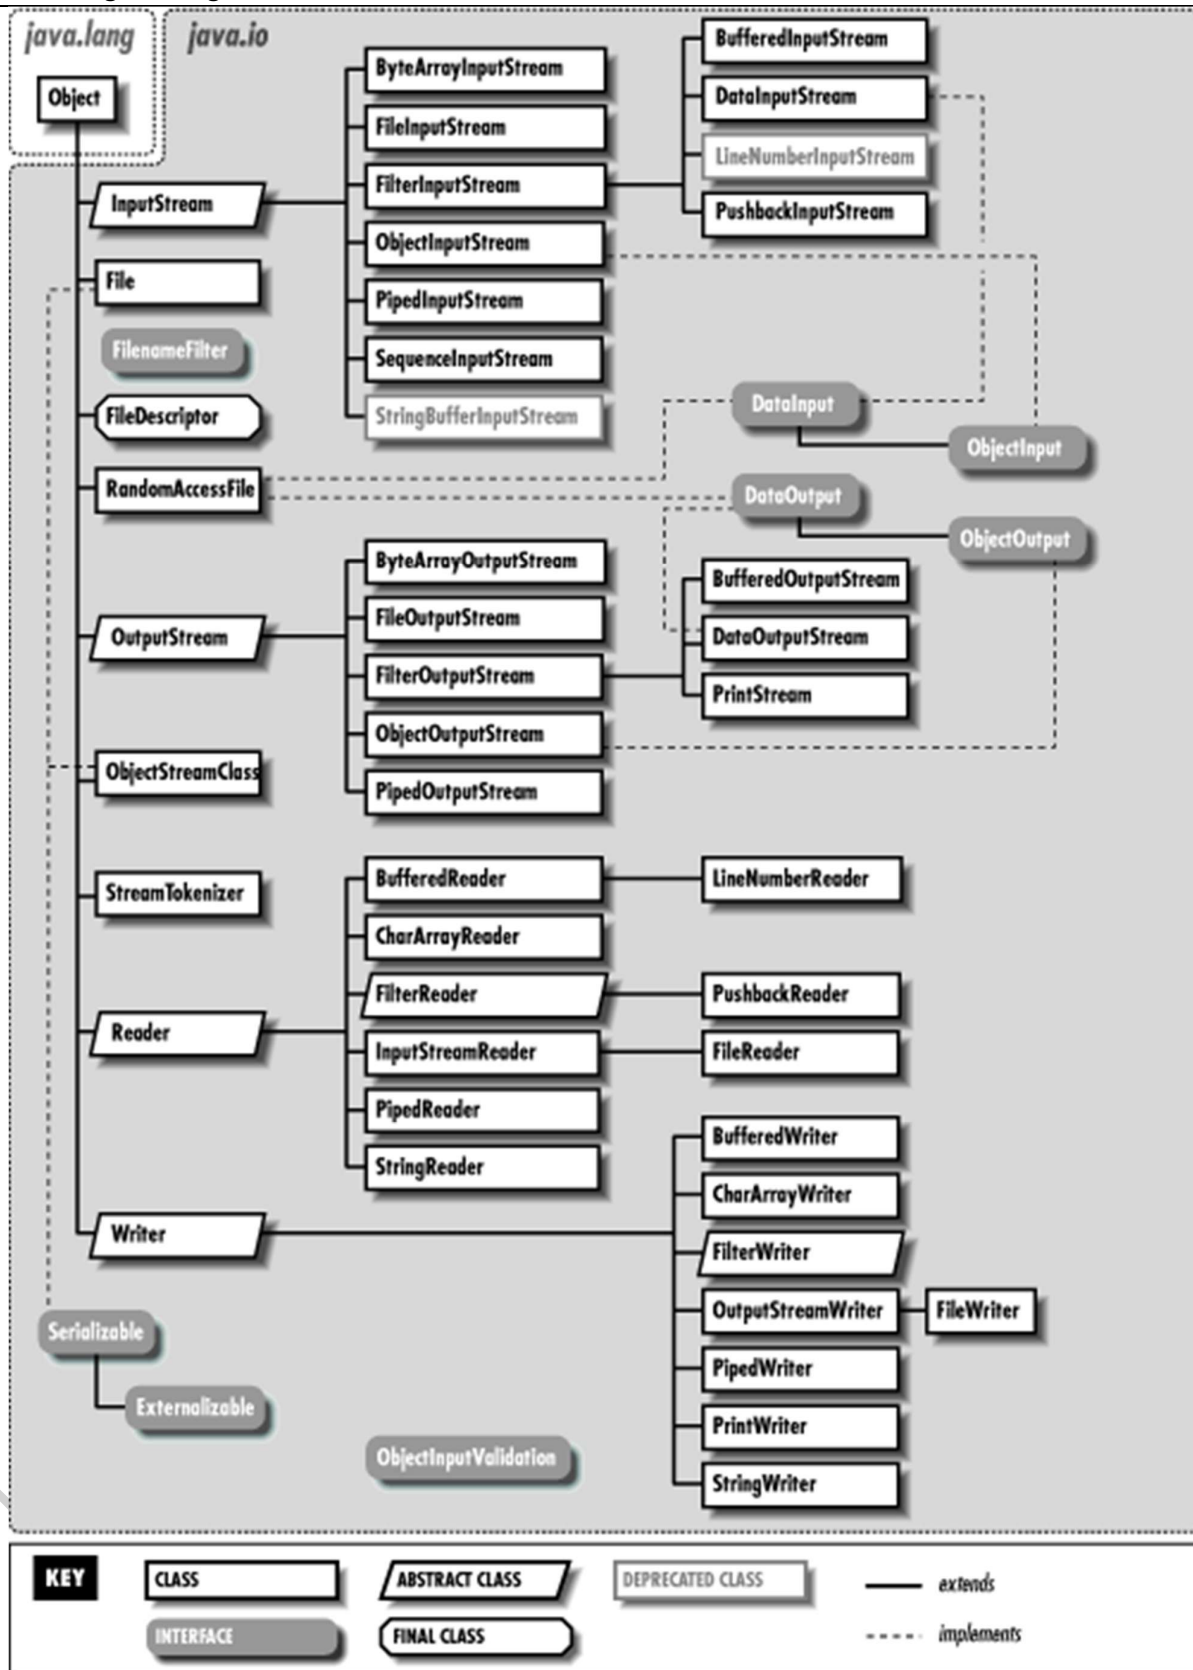 java.lang
java.io
Object
ByteArrayInputStream
FileInputStream
FilterInputStream
ObjectInputStream
PipedInputStream
SequenceInputStream
StringBufferInputStream
BufferedInputStream
DataInputStream
LineNumberInputStream
PushbackInputStream
InputStream
File
FilenameFilter
FileDescriptor
RandomAccessFile
DataInput
ObjectInput
DataOutput
ObjectOutput
OutputStream
ByteArrayOutputStream
FileOutputStream
FilterOutputStream
ObjectOutputStream
PipedOutputStream
BufferedOutputStream
DataOutputStream
PrintStream
ObjectStreamClass
StreamTokenizer
Reader
BufferedReader
CharArrayReader
FilterReader
InputStreamReader
PipedReader
StringReader
LineNumberReader
PushbackReader
FileReader
Writer
BufferedWriter
CharArrayWriter
FilterWriter
OutputStreamWriter
FileWriter
PipedWriter
PrintWriter
StringWriter
Serializable
Externalizable
ObjectInputValidation
KEY
CLASS
ABSTRACT CLASS
DEPRECATED CLASS
extends
INTERFACE
FINAL CLASS
implements